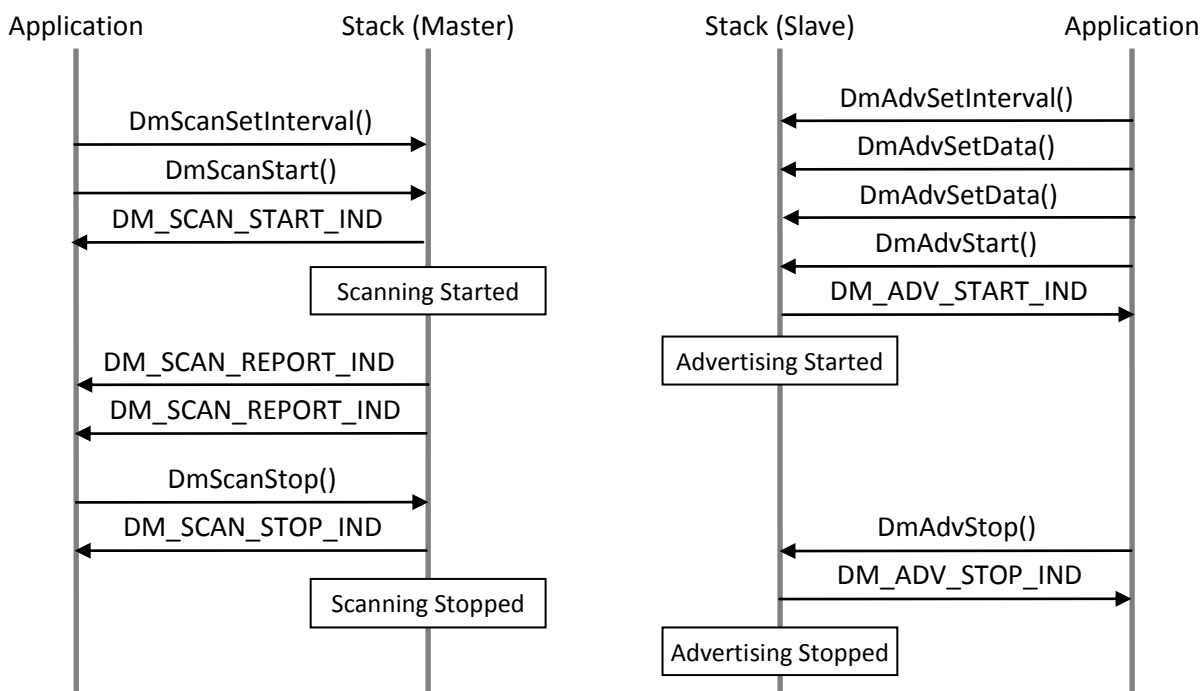 Application
Stack (Master)
DmScanSetInterval()
DmScanStart()
DM_SCAN_START_IND
Scanning Started
DM_SCAN_REPORT_IND
DM_SCAN_REPORT_IND
DmScanStop()
DM_SCAN_STOP_IND
Scanning Stopped
Stack (Slave)
Application
DmAdvSetInterval()
DmAdvSetData()
DmAdvSetData()
DmAdvStart()
DM_ADV_START_IND
Advertising Started
DmAdvStop()
DM_ADV_STOP_IND
Advertising Stopped